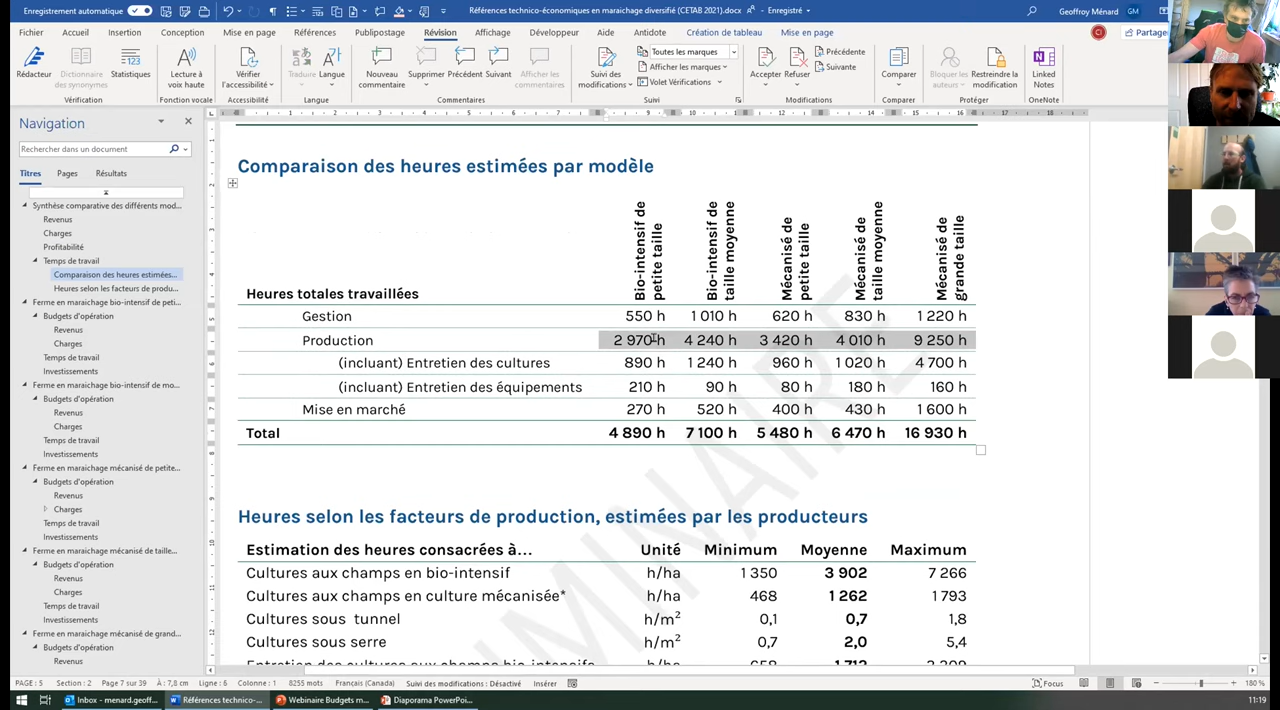 Enregistrement automatique
Références technico-économiques en maraichage diversifié (CETAB 2021).docx
Enregistré
Geoffroy Ménard GM
Fichier Accueil Insertion Conception Mise en page Références Publipostage Révision Affichage Développeur Aide Antidote Création de tableau Mise en page
CI Partager
Rédacteur
Dictionnaire des synonymes
Statistiques
Vérification
Lecture à voix haute
Fonction vocale
Vérifier l'accessibilité
Accessibilité
Traduire Langue
Langue
Nouveau commentaire
Supprimer Précédent Suivant
Afficher les commentaires
Commentaires
Suivi des modifications
Toutes les marques
Afficher les marques
Volet Vérifications
Suivi
Accepter Refuser
Précédente
Suivante
Modifications
Comparer
Comparer
Bloquer les auteurs
Restreindre la modification
Protéger
Linked Notes
OneNote
Navigation
Rechercher dans un document
Titres Pages Résultats
Synthèse comparative des différents mod...
Revenus
Charges
Profitabilité
Temps de travail
Comparaison des heures estimées...
Heures selon les facteurs de produ...
Ferme en maraichage bio-intensif de peti...
Budgets d'opération
Revenus
Charges
Temps de travail
Investissements
Ferme en maraichage bio-intensif de mo...
Budgets d'opération
Revenus
Charges
Temps de travail
Investissements
Ferme en maraichage mécanisé de petite...
Budgets d'opération
Revenus
Charges
Temps de travail
Investissements
Ferme en maraichage mécanisé de taille...
Budgets d'opération
Revenus
Charges
Temps de travail
Investissements
Ferme en maraichage mécanisé de grand...
Budgets d'opération
Revenus
Comparaison des heures estimées par modèle
Heures totales travaillées Bio-intensif de petite taille Bio-intensif de taille moyenne Mécanisé de petite taille Mécanisé de taille moyenne Mécanisé de grande taille
Gestion 550 h 1 010 h 620 h 830 h 1 220 h
Production 2 970 h 4 240 h 3 420 h 4 010 h 9 250 h
(incluant) Entretien des cultures 890 h 1 240 h 960 h 1 020 h 4 700 h
(incluant) Entretien des équipements 210 h 90 h 80 h 180 h 160 h
Mise en marché 270 h 520 h 400 h 430 h 1 600 h
Total 4 890 h 7 100 h 5 480 h 6 470 h 16 930 h
Heures selon les facteurs de production, estimées par les producteurs
Estimation des heures consacrées à... Unité Minimum Moyenne Maximum
Cultures aux champs en bio-intensif h/ha 1 350 3 902 7 266
Cultures aux champs en culture mécanisée* h/ha 468 1 262 1 793
Cultures sous tunnel h/m² 0,1 0,7 1,8
Cultures sous serre h/m² 0,7 2,0 5,4
IMINAIRE
PAGE : 5 Section : 2 Page 7 sur 39 À : 7,8 cm Ligne : 6 Colonne : 1 8255 mots Français (Canada) Suivi des modifications : Désactivé Insérer
Focus 180 %
Inbox - menard.geoff... Références technico-... Webinaire Budgets m... Diaporama PowerPoi...
11:19